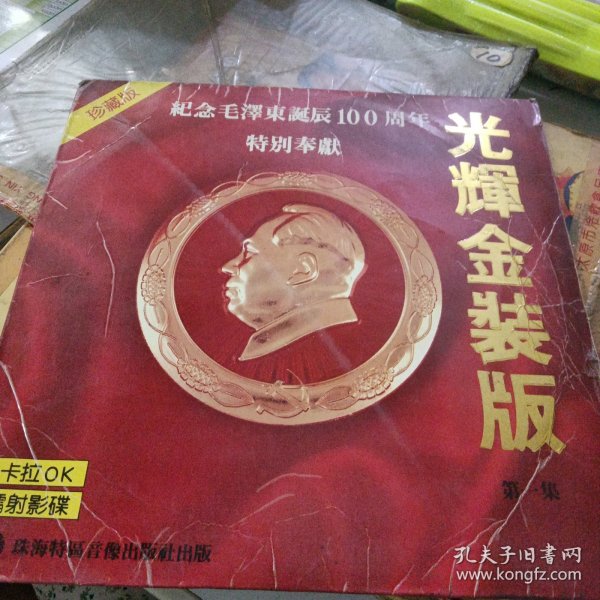 珍藏版
紀念毛澤東誕辰100周年
特別奉獻
光輝金裝版
第一集
卡拉OK
雷射影碟
珠海特區音像出版社出版
10
孔夫子旧书网
www.kongfz.com